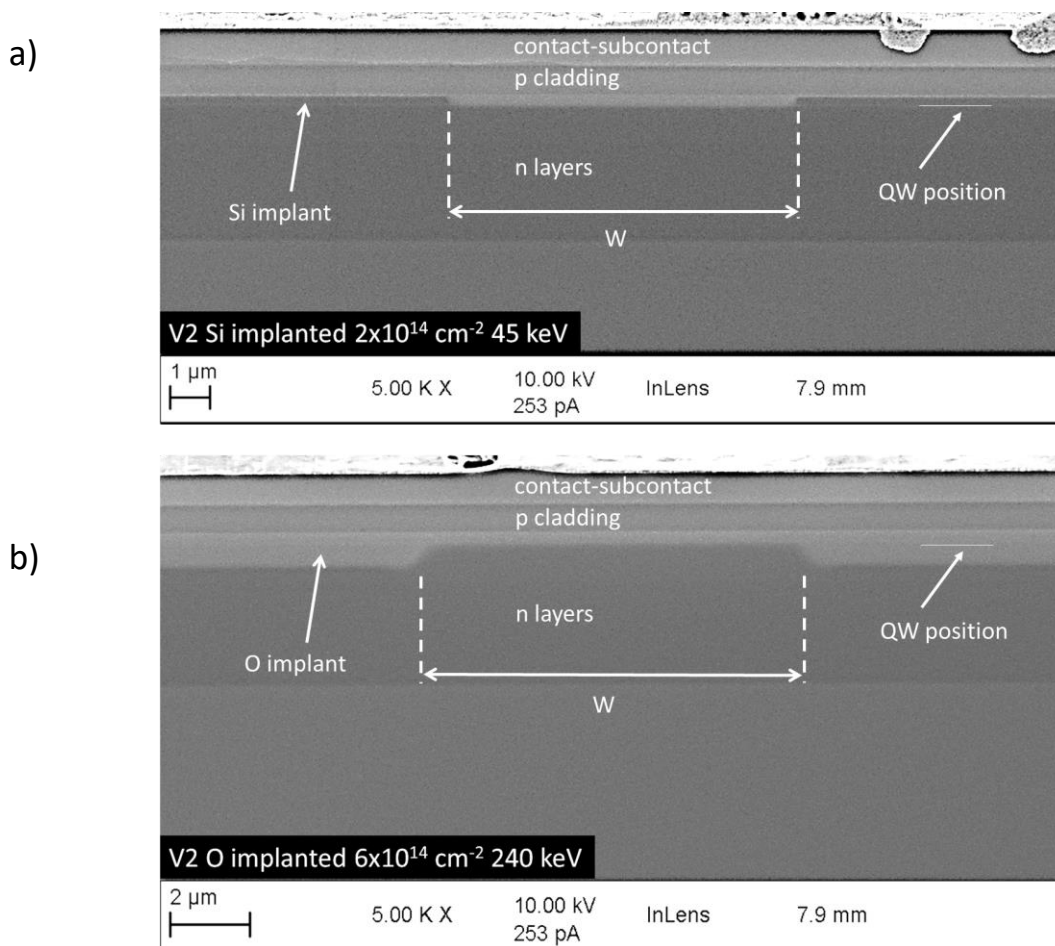 a)
contact-subcontact
p cladding
n layers
Si implant
QW position
W
V2 Si implanted 2x10¹⁴ cm⁻² 45 keV
1 µm
5.00 K X
10.00 kV
253 pA
InLens
7.9 mm
b)
contact-subcontact
p cladding
n layers
O implant
QW position
W
V2 O implanted 6x10¹⁴ cm⁻² 240 keV
2 µm
5.00 K X
10.00 kV
253 pA
InLens
7.9 mm